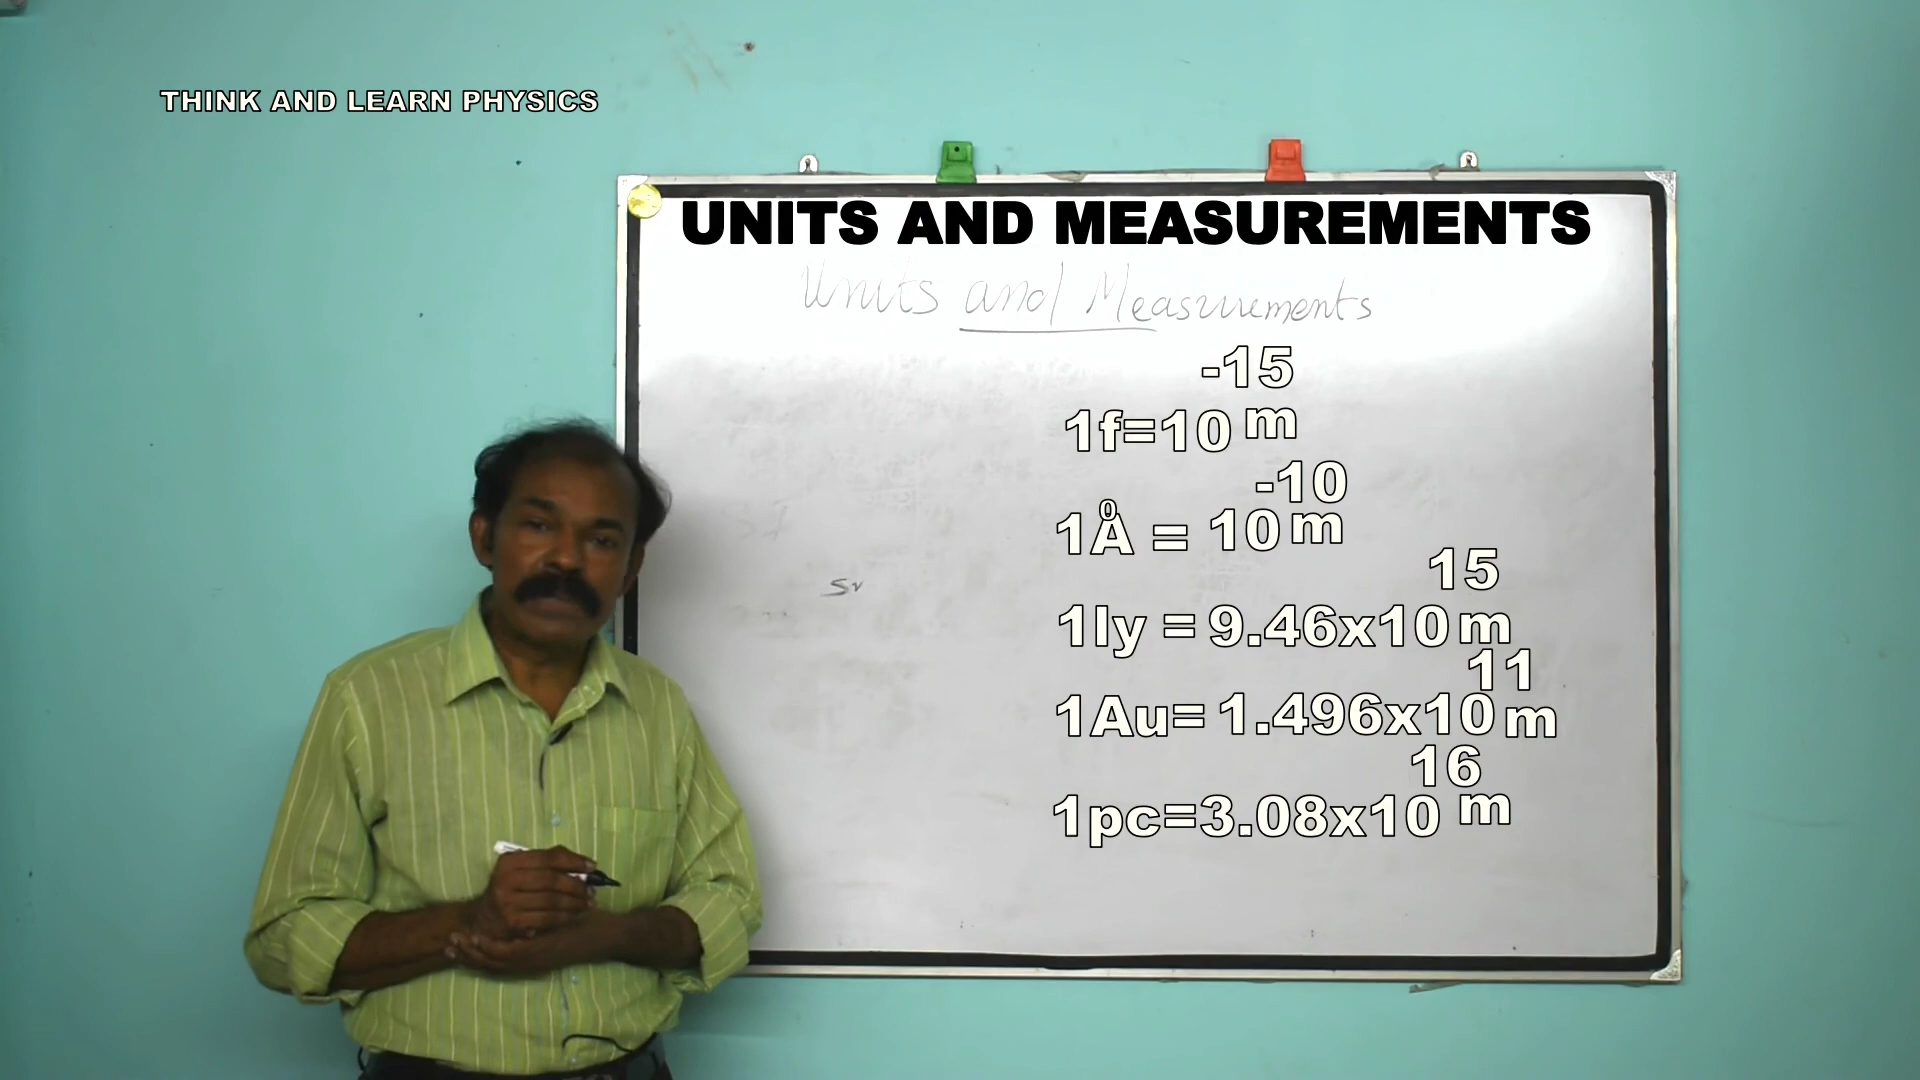 THINK AND LEARN PHYSICS
UNITS AND MEASUREMENTS
Units and Measurements
-15
1f=10 m
-10
1Å = 10 m
Sr
15
1ly = 9.46x10 m
11
1Au= 1.496x10 m
16
1pc=3.08x10 m